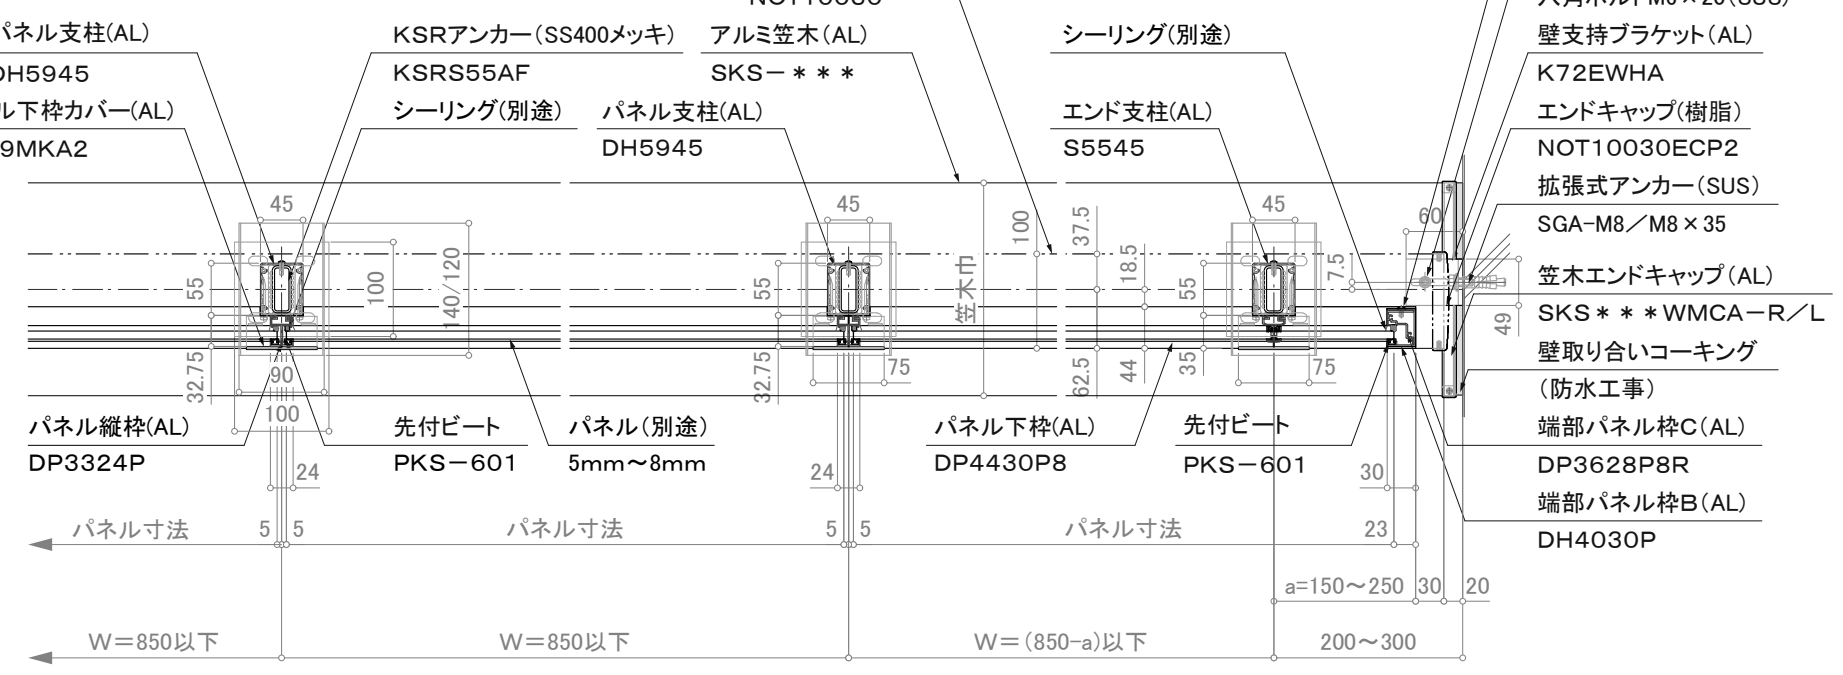 パネル支柱(AL)
DH5945
KSRアンカー(SS400メッキ)
KSRS55AF
シーリング(別途)
アルミ笠木(AL)
SKS-***
パネル支柱(AL)
DH5945
シーリング(別途)
エンド支柱(AL)
S5545
壁支持ブラケット(AL)
K72EWHA
エンドキャップ(樹脂)
NOT10030ECP2
拡張式アンカー(SUS)
SGA-M8/M8×35
笠木エンドキャップ(AL)
SKS***WMCA-R/L
壁取り合いコーキング
(防水工事)
端部パネル枠C(AL)
DP3628P8R
端部パネル枠B(AL)
DH4030P
ル下枠カバー(AL)
9MKA2
45
55
32.75
100
140/120
90
100
45
55
32.75
75
笠木巾
100
37.5
18.5
62.5
44
45
55
35
75
60
7.5
49
パネル縦枠(AL)
DP3324P
先付ビート
PKS-601
パネル(別途)
5mm~8mm
パネル下枠(AL)
DP4430P8
先付ビート
PKS-601
24
24
30
パネル寸法
5
5
パネル寸法
5
5
パネル寸法
23
a=150~250
30
20
W=850以下
W=850以下
W=(850-a)以下
200~300